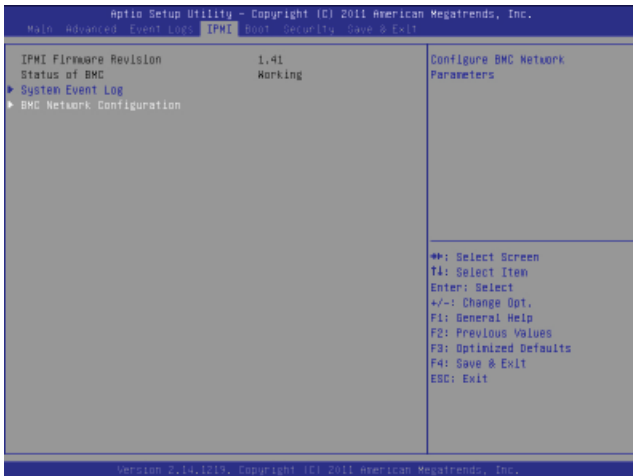 Aptio Setup Utility - Copyright (C) 2011 American Megatrends, Inc.
Main Advanced Event Logs IPMI Boot Security Save & Exit
IPMI Firmware Revision 1.41
Status of BMC Working
System Event Log
BMC Network Configuration
Configure BMC Network
Parameters
→←: Select Screen
↑↓: Select Item
Enter: Select
+/-: Change Opt.
F1: General Help
F2: Previous Values
F3: Optimized Defaults
F4: Save & Exit
ESC: Exit
Version 2.14.1219. Copyright (C) 2011 American Megatrends, Inc.